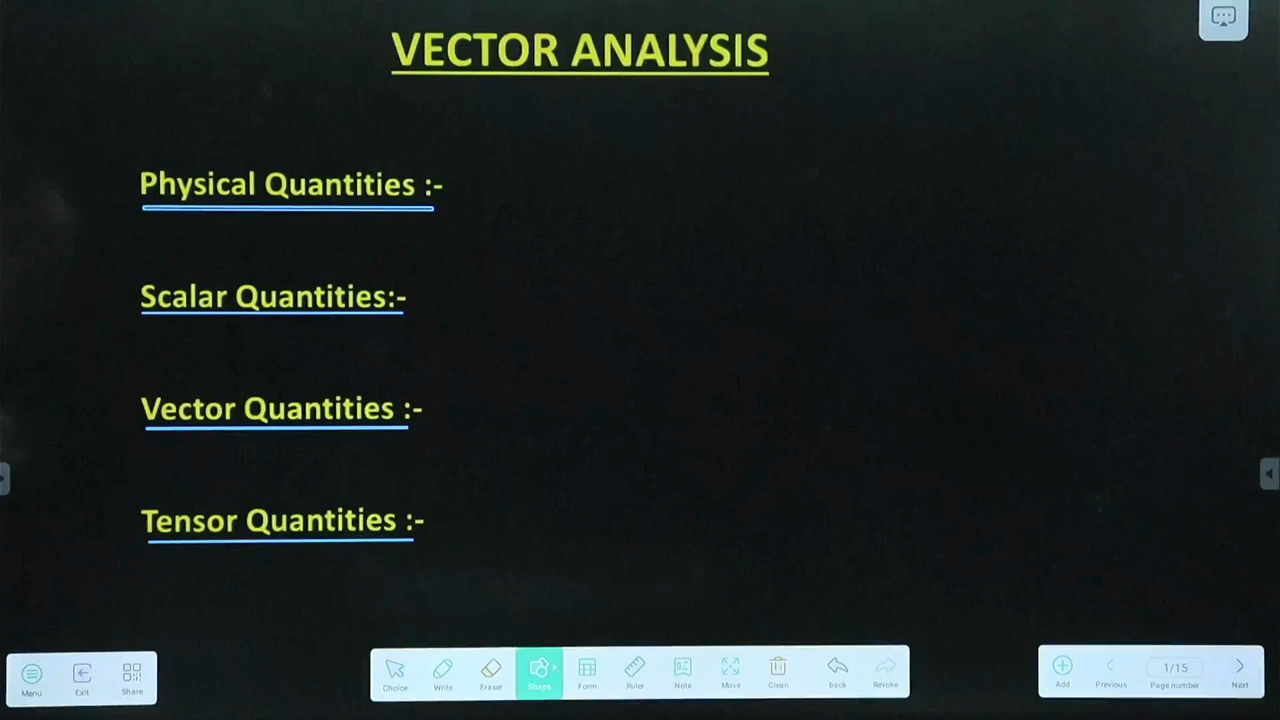 VECTOR ANALYSIS
Physical Quantities :-
Scalar Quantities:-
Vector Quantities :-
Tensor Quantities :-
Menu Exit Share Choice Write Eraser Shape Form Ruler Note Move Clean back Revoke Add Previous 1/15 Page number Next